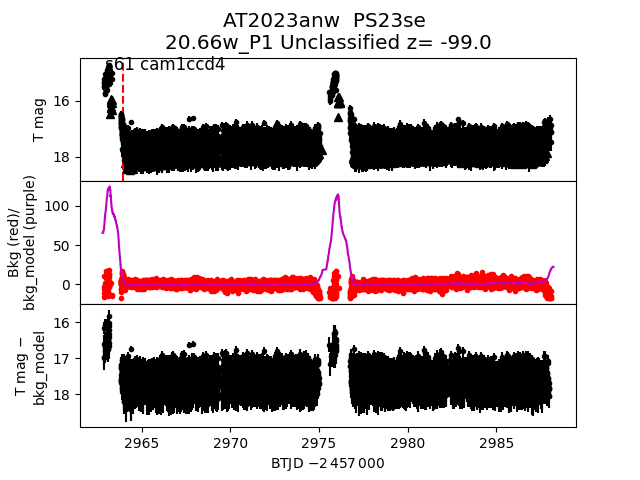 AT2023anw  PS23se
20.66w_P1 Unclassified z= -99.0
s61 cam1ccd4
T mag
16
18
Bkg (red)/
bkg_model (purple)
100
50
0
T mag −
bkg_model
16
17
18
2965
2970
2975
2980
2985
BTJD −2 457 000